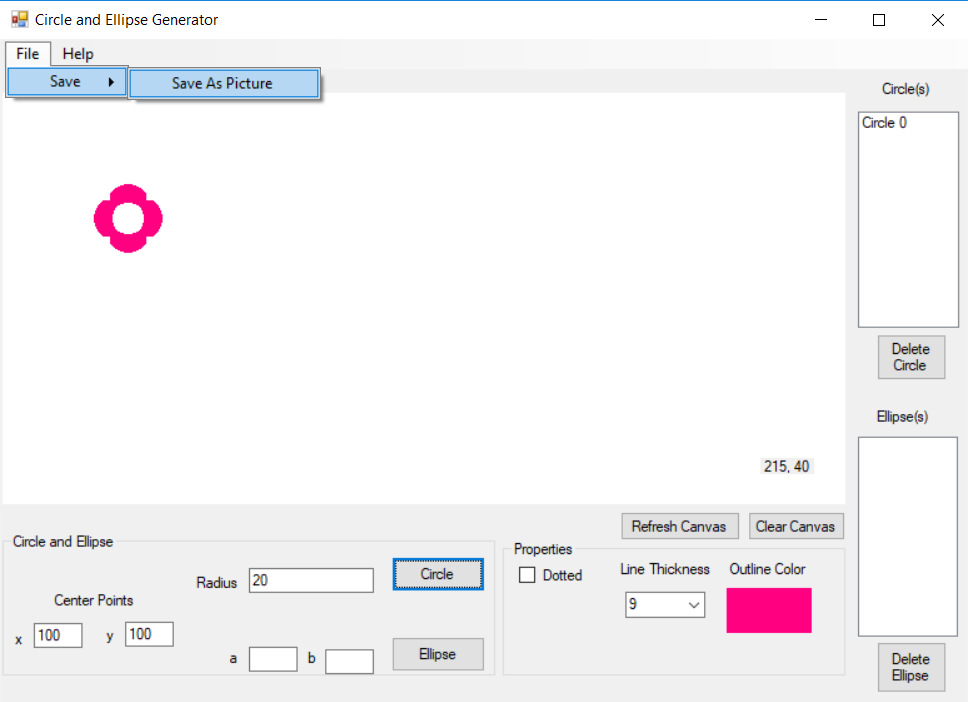 Circle and Ellipse Generator
File Help
Save Save As Picture
Circle(s)
Circle 0
Delete
Circle
Ellipse(s)
215, 40
Refresh Canvas Clear Canvas
Circle and Ellipse
Radius 20 Circle
Center Points
x 100 y 100
a b Ellipse
Properties
Dotted Line Thickness Outline Color
9
Delete
Ellipse